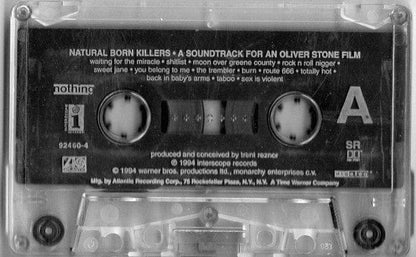 NATURAL BORN KILLERS • A SOUNDTRACK FOR AN OLIVER STONE FILM
waiting for the miracle • shitlist • moon over greene county • rock n roll nigger •
sweet jane • you belong to me • the trembler • burn • route 666 • totally hot •
back in baby's arms • taboo • sex is violent
nothing
A
92460-4
SR
produced and conceived by trent reznor
℗ 1994 interscope records
© 1994 warner bros. productions ltd., monarchy enterprises c.v.
Mfg. by Atlantic Recording Corp., 75 Rockefeller Plaza, N.Y., N.Y. A Time Warner Company